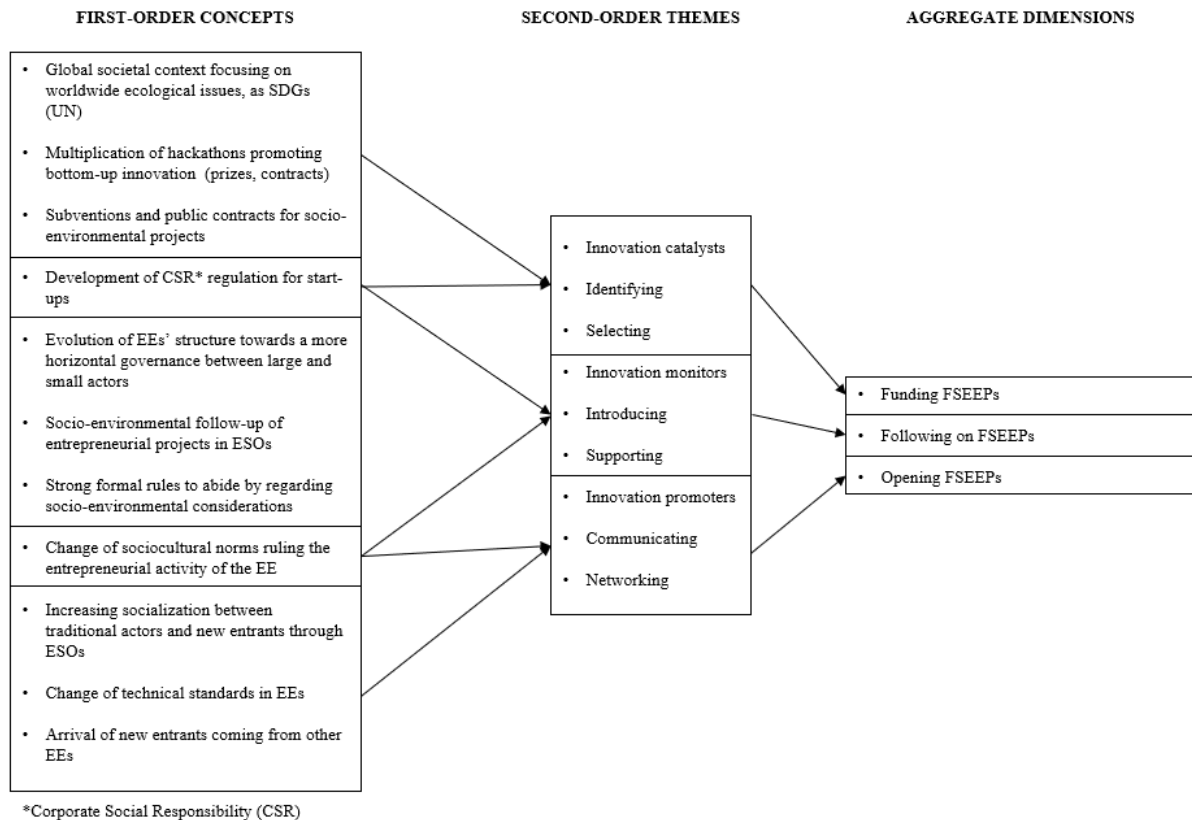 FIRST-ORDER CONCEPTS
SECOND-ORDER THEMES
AGGREGATE DIMENSIONS
• Global societal context focusing on
worldwide ecological issues, as SDGs
(UN)
• Multiplication of hackathons promoting
bottom-up innovation (prizes, contracts)
• Subventions and public contracts for socio-
environmental projects
• Development of CSR* regulation for start-
ups
• Evolution of EEs’ structure towards a more
horizontal governance between large and
small actors
• Socio-environmental follow-up of
entrepreneurial projects in ESOs
• Strong formal rules to abide by regarding
socio-environmental considerations
• Change of sociocultural norms ruling the
entrepreneurial activity of the EE
• Increasing socialization between
traditional actors and new entrants through
ESOs
• Change of technical standards in EEs
• Arrival of new entrants coming from other
EEs
*Corporate Social Responsibility (CSR)
• Innovation catalysts
• Identifying
• Selecting
• Innovation monitors
• Introducing
• Supporting
• Innovation promoters
• Communicating
• Networking
• Funding FSEEPs
• Following on FSEEPs
• Opening FSEEPs